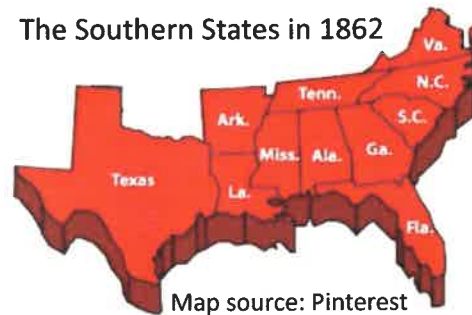 The Southern States in 1862
Va.
Tenn.
N.C.
Ark.
S.C.
Miss.
Ala.
Ga.
Texas
La.
Fla.
Map source: Pinterest